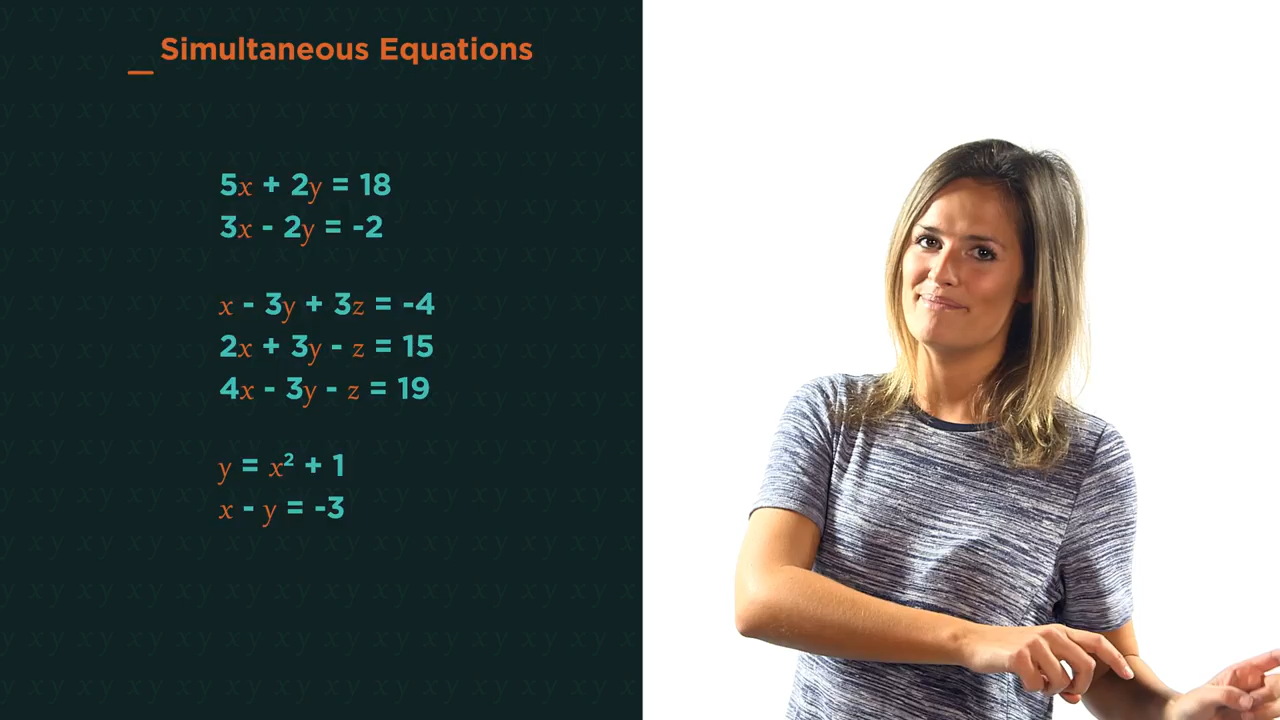 _ Simultaneous Equations
5x + 2y = 18
3x - 2y = -2
x - 3y + 3z = -4
2x + 3y - z = 15
4x - 3y - z = 19
y = x² + 1
x - y = -3